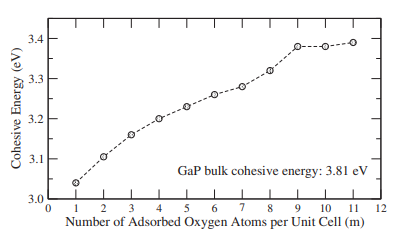 Cohesive Energy (eV)
3.4
3.3
3.2
3.1
3.0
GaP bulk cohesive energy: 3.81 eV
0 1 2 3 4 5 6 7 8 9 10 11 12
Number of Adsorbed Oxygen Atoms per Unit Cell (m)